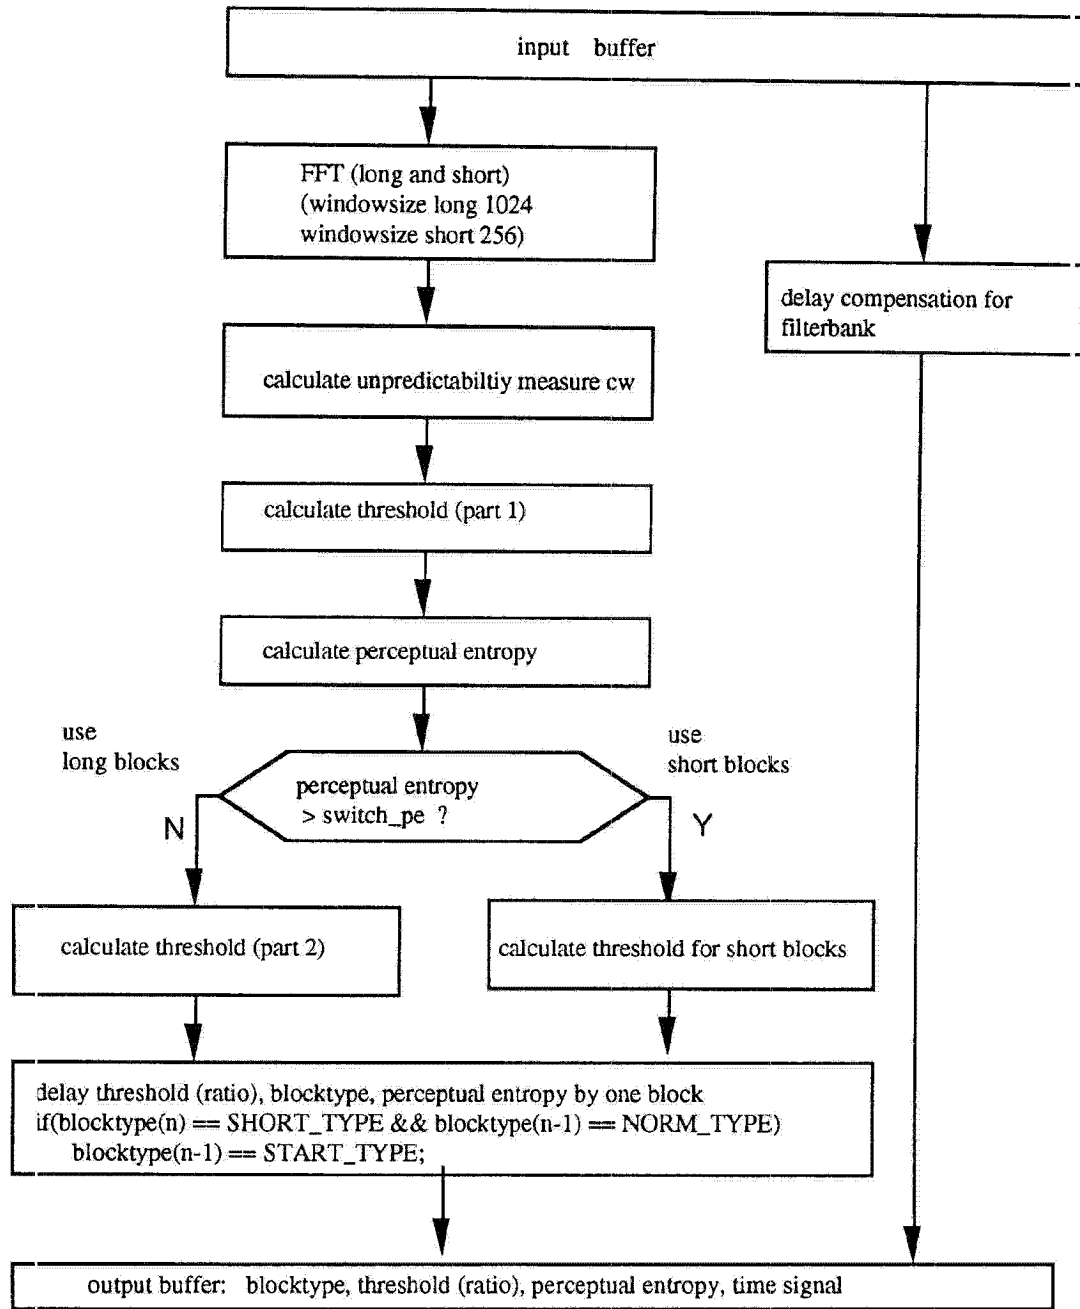 input buffer
FFT (long and short)
(windowsize long 1024
windowsize short 256)
delay compensation for
filterbank
calculate unpredictabiltiy measure cw
calculate threshold (part 1)
calculate perceptual entropy
use
long blocks
use
short blocks
perceptual entropy
> switch_pe ?
N
Y
calculate threshold (part 2)
calculate threshold for short blocks
delay threshold (ratio), blocktype, perceptual entropy by one block
if(blocktype(n) == SHORT_TYPE && blocktype(n-1) == NORM_TYPE)
blocktype(n-1) == START_TYPE;
output buffer: blocktype, threshold (ratio), perceptual entropy, time signal